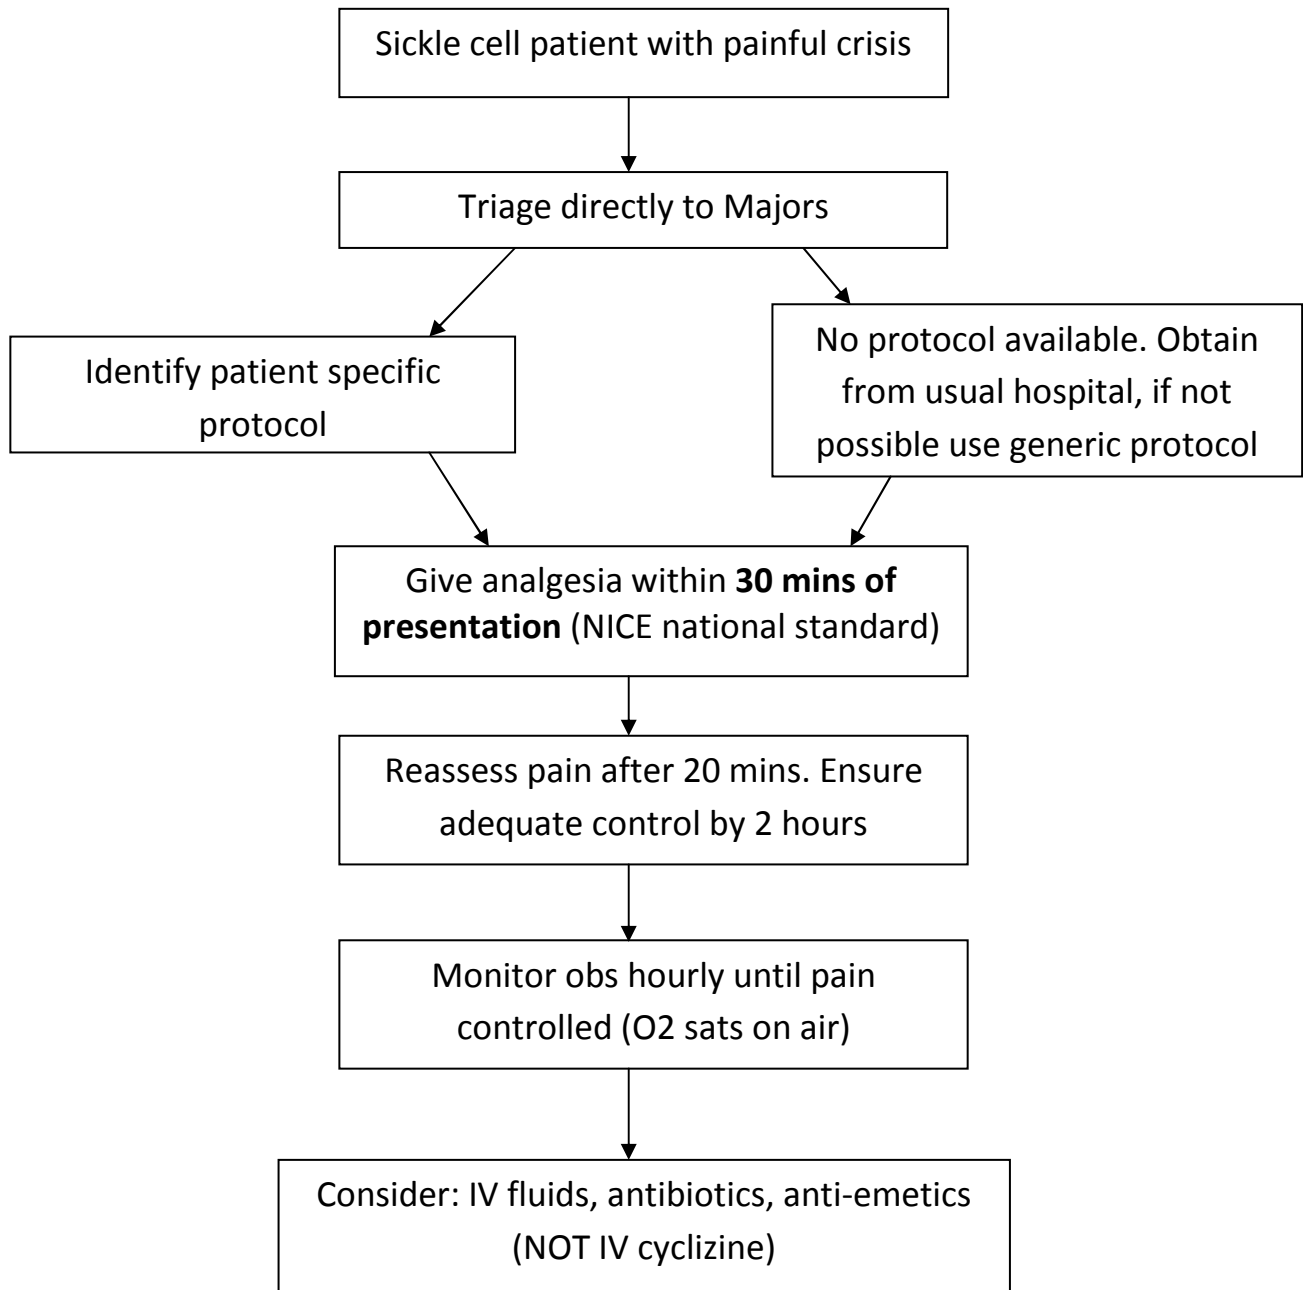 Sickle cell patient with painful crisis
Triage directly to Majors
Identify patient specific
protocol
No protocol available. Obtain
from usual hospital, if not
possible use generic protocol
Give analgesia within 30 mins of
presentation (NICE national standard)
Reassess pain after 20 mins. Ensure
adequate control by 2 hours
Monitor obs hourly until pain
controlled (O2 sats on air)
Consider: IV fluids, antibiotics, anti-emetics
(NOT IV cyclizine)